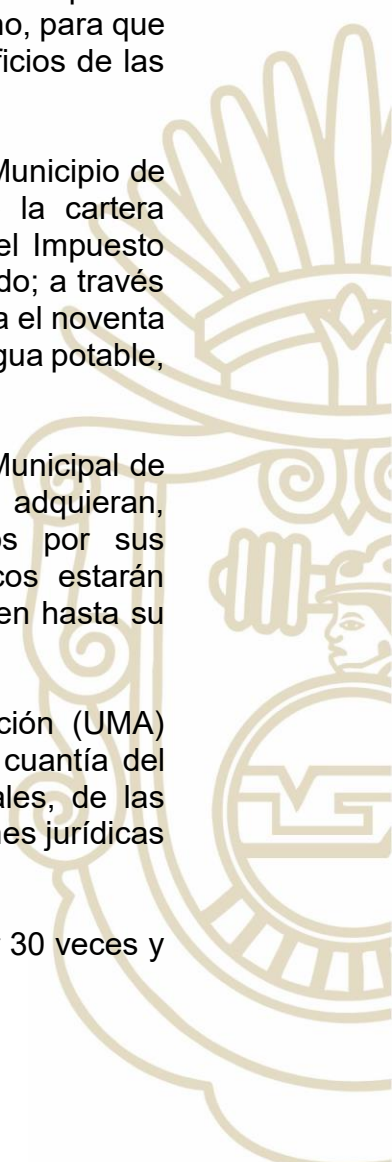 no, para que
ficios de las
Municipio de
la cartera
el Impuesto
do; a través
a el noventa
gua potable,
Municipal de
adquieran,
s por sus
cos estarán
en hasta su
ción (UMA)
cuantía del
ales, de las
nes jurídicas
30 veces y